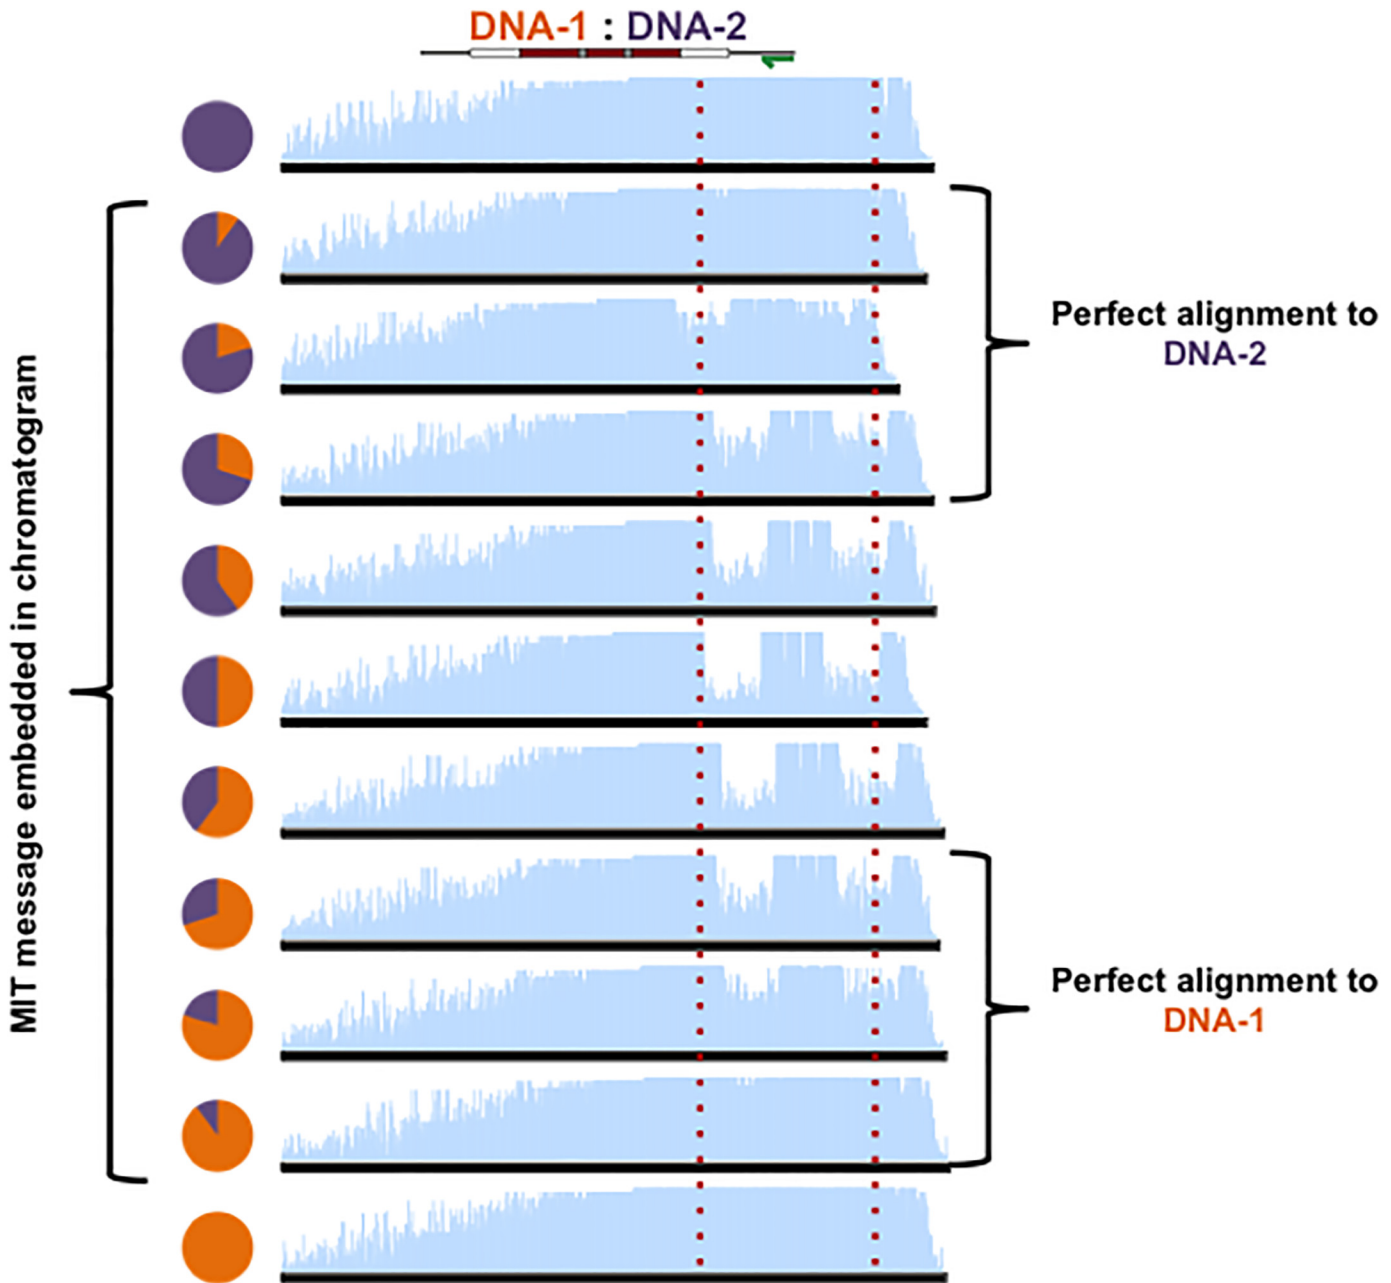 DNA-1 : DNA-2
MIT message embedded in chromatogram
Perfect alignment to
DNA-2
Perfect alignment to
DNA-1